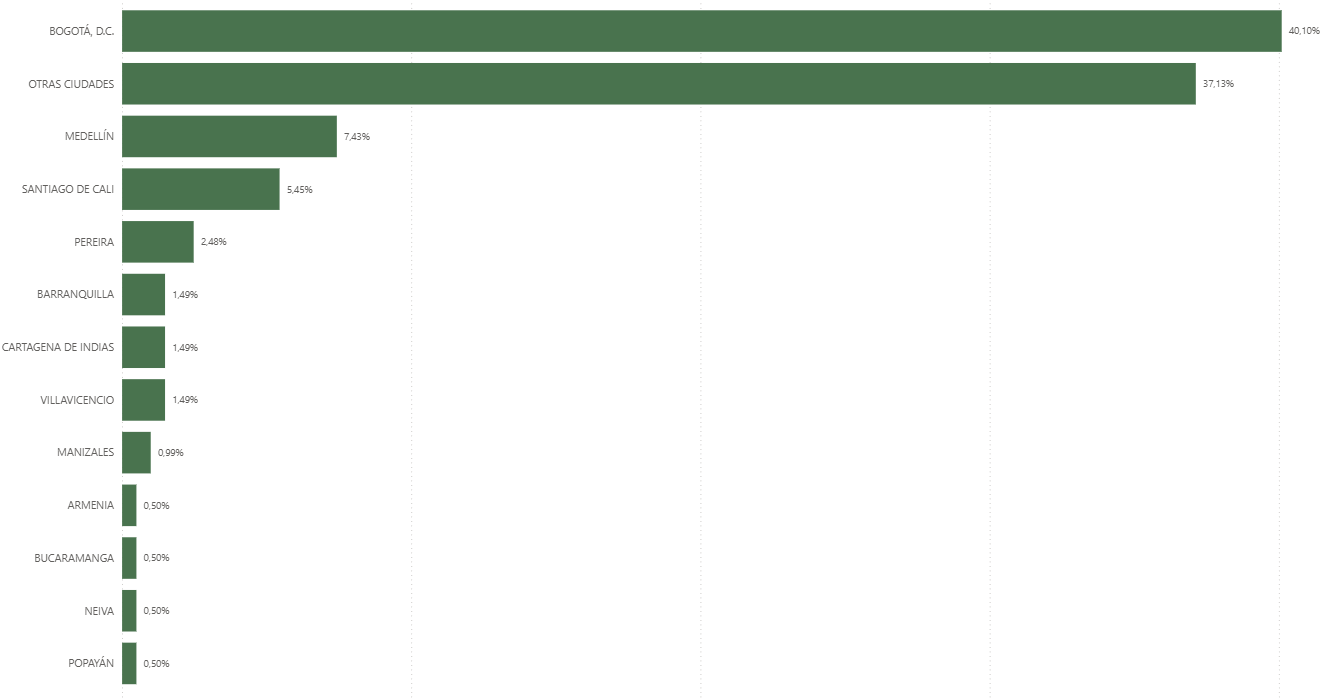 BOGOTÁ, D.C. 40,10%
OTRAS CIUDADES 37,13%
MEDELLÍN 7,43%
SANTIAGO DE CALI 5,45%
PEREIRA 2,48%
BARRANQUILLA 1,49%
CARTAGENA DE INDIAS 1,49%
VILLAVICENCIO 1,49%
MANIZALES 0,99%
ARMENIA 0,50%
BUCARAMANGA 0,50%
NEIVA 0,50%
POPAYÁN 0,50%